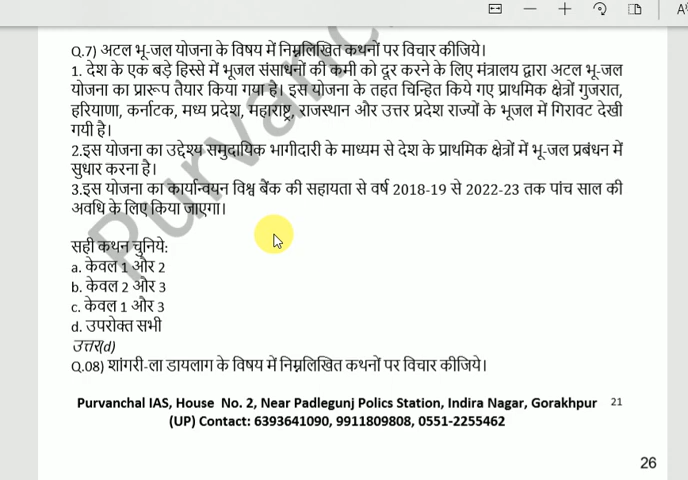 Q.7) अटल भू-जल योजना के विषय में निम्नलिखित कथनों पर विचार कीजिये।
1. देश के एक बड़े हिस्से में भूजल संसाधनों की कमी को दूर करने के लिए मंत्रालय द्वारा अटल भू-जल
योजना का प्रारूप तैयार किया गया है। इस योजना के तहत चिन्हित किये गए प्राथमिक क्षेत्रों गुजरात,
हरियाणा, कर्नाटक, मध्य प्रदेश, महाराष्ट्र, राजस्थान और उत्तर प्रदेश राज्यों के भूजल में गिरावट देखी
गयी है।
2.इस योजना का उद्देश्य समुदायिक भागीदारी के माध्यम से देश के प्राथमिक क्षेत्रों में भू-जल प्रबंधन में
सुधार करना है।
3.इस योजना का कार्यान्वयन विश्व बैंक की सहायता से वर्ष 2018-19 से 2022-23 तक पांच साल की
अवधि के लिए किया जाएगा।
सही कथन चुनिये:
a. केवल 1 और 2
b. केवल 2 और 3
c. केवल 1 और 3
d. उपरोक्त सभी
उत्तर(d)
Q.08) शांगरी-ला डायलाग के विषय में निम्नलिखित कथनों पर विचार कीजिये।
Purvanchal IAS, House No. 2, Near Padlegunj Polics Station, Indira Nagar, Gorakhpur 21
(UP) Contact: 6393641090, 9911809808, 0551-2255462
26